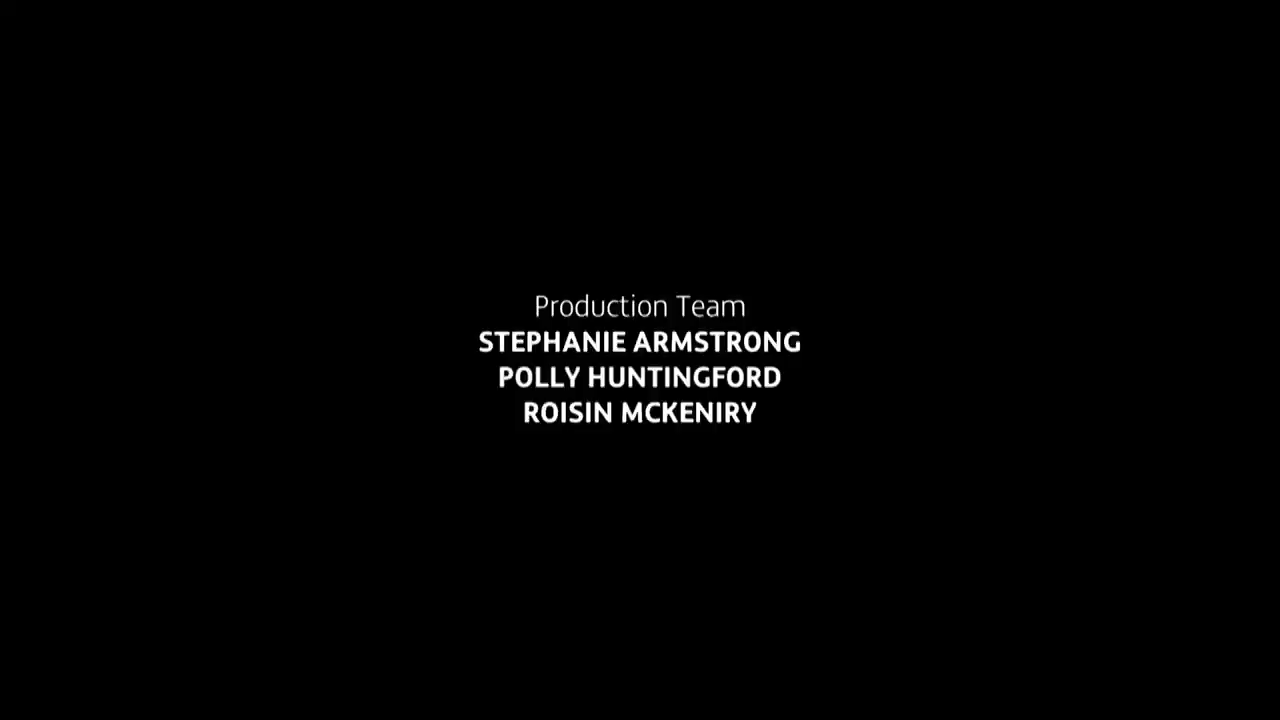 Production Team
STEPHANIE ARMSTRONG
POLLY HUNTINGFORD
ROISIN MCKENIRY